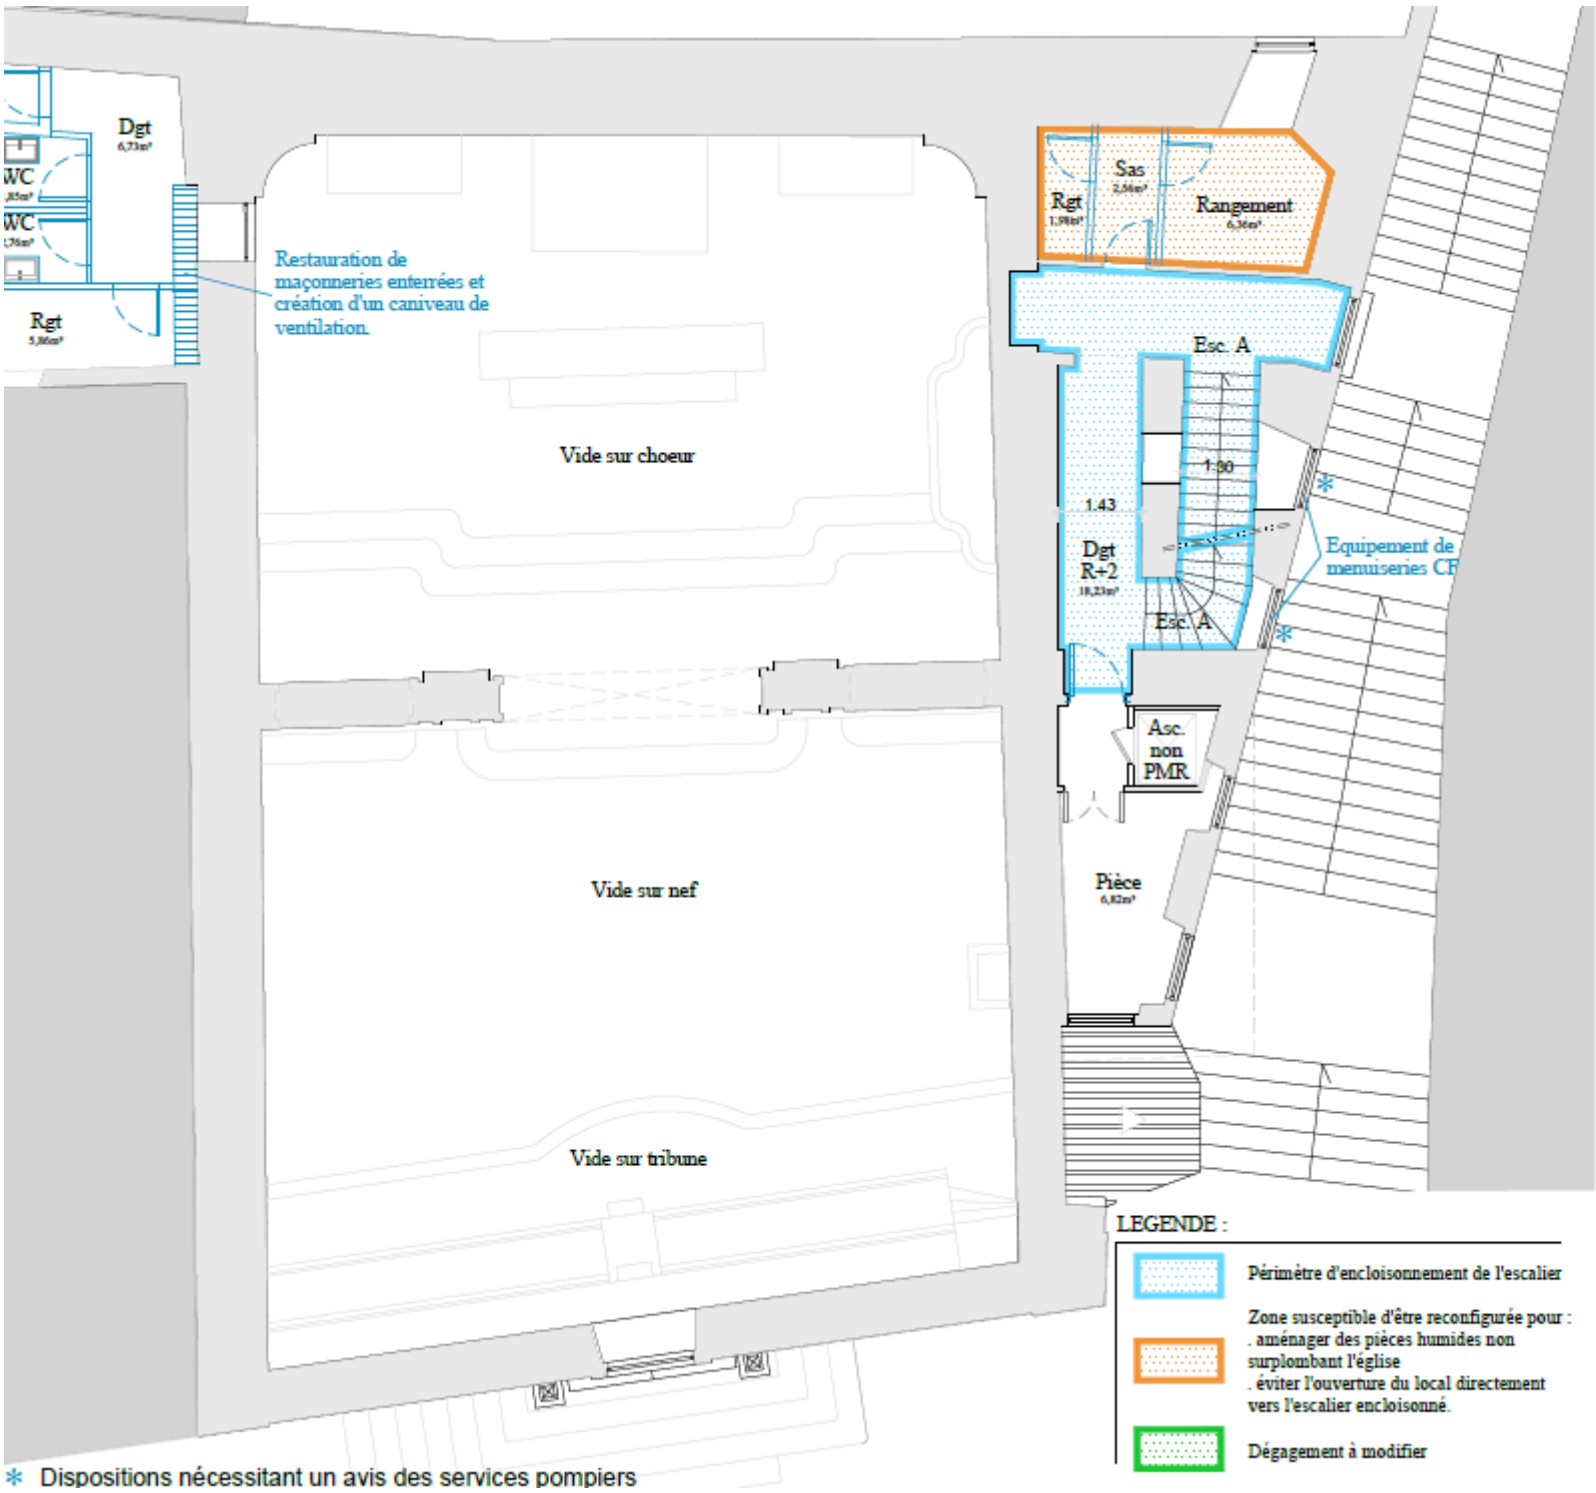 Dgt
6,73m²
WC
,85m²
WC
,76m²
Rgt
5,86m²
Restauration de
maçonneries enterrées et
création d'un caniveau de
ventilation.
Vide sur choeur
Vide sur nef
Vide sur tribune
Sas
2,56m²
Rgt
1,98m²
Rangement
6,36m²
Esc. A
1.30
1.43
Dgt
R+2
18,23m²
Esc. A
*
*
Equipement de
menuiseries CF
Asc.
non
PMR
Pièce
6,82m²
LEGENDE :
Périmètre d'encloisonnement de l'escalier
Zone susceptible d'être reconfigurée pour :
. aménager des pièces humides non
surplombant l'église
. éviter l'ouverture du local directement
vers l'escalier encloisonné.
Dégagement à modifier
* Dispositions nécessitant un avis des services pompiers